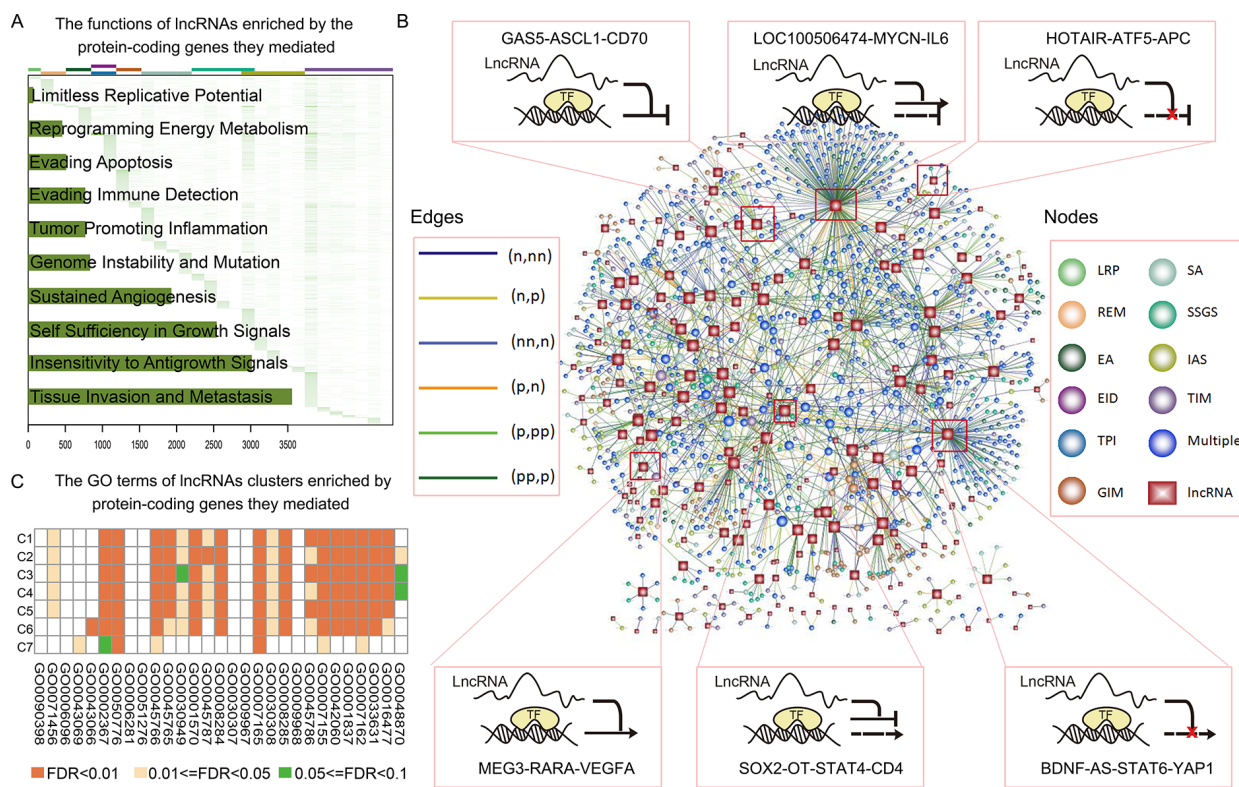 A
The functions of lncRNAs enriched by the
protein-coding genes they mediated
Limitless Replicative Potential
Reprogramming Energy Metabolism
Evading Apoptosis
Evading Immune Detection
Tumor Promoting Inflammation
Genome Instability and Mutation
Sustained Angiogenesis
Self Sufficiency in Growth Signals
Insensitivity to Antigrowth Signals
Tissue Invasion and Metastasis
0 500 1000 1500 2000 2500 3000 3500
B
GAS5-ASCL1-CD70
LncRNA
TF
LOC100506474-MYCN-IL6
LncRNA
TF
HOTAIR-ATF5-APC
LncRNA
TF
Edges
(n,nn)
(n,p)
(nn,n)
(p,n)
(p,pp)
(pp,p)
Nodes
LRP SA
REM SSGS
EA IAS
EID TIM
TPI Multiple
GIM lncRNA
LncRNA
TF
MEG3-RARA-VEGFA
LncRNA
TF
SOX2-OT-STAT4-CD4
LncRNA
TF
BDNF-AS-STAT6-YAP1
C
The GO terms of lncRNAs clusters enriched by
protein-coding genes they mediated
C1
C2
C3
C4
C5
C6
C7
GO0090398
GO0071456
GO0006096
GO0043069
GO0043066
GO0002367
GO0050776
GO0006281
GO0051276
GO0045766
GO0045765
GO0030949
GO0001570
GO0045787
GO0008284
GO0030307
GO0009967
GO0007165
GO0030308
GO0008285
GO0009968
GO0045786
GO0007166
GO0042060
GO0001837
GO0007162
GO0033631
GO0016477
GO0048870
FDR<0.01 0.01<=FDR<0.05 0.05<=FDR<0.1